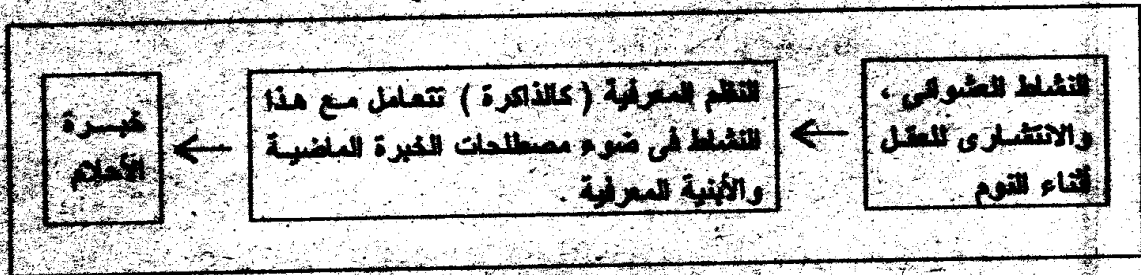 النشاط العشوائى ،
والانتشارى للعقل
أثناء النوم
النظم المعرفية ( كالذاكرة ) تتعامل مع هذا
النشاط فى ضوء مصطلحات الخبرة الماضية
والأبنية المعرفية .
خبرة
الأحلام